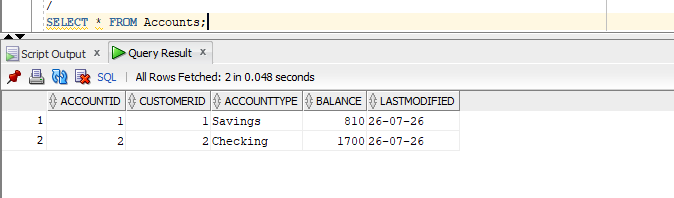 /
SELECT * FROM Accounts;
Script Output x Query Result x
SQL | All Rows Fetched: 2 in 0.048 seconds
ACCOUNTID CUSTOMERID ACCOUNTTYPE BALANCE LASTMODIFIED
1 1 1 Savings 810 26-07-26
2 2 2 Checking 1700 26-07-26